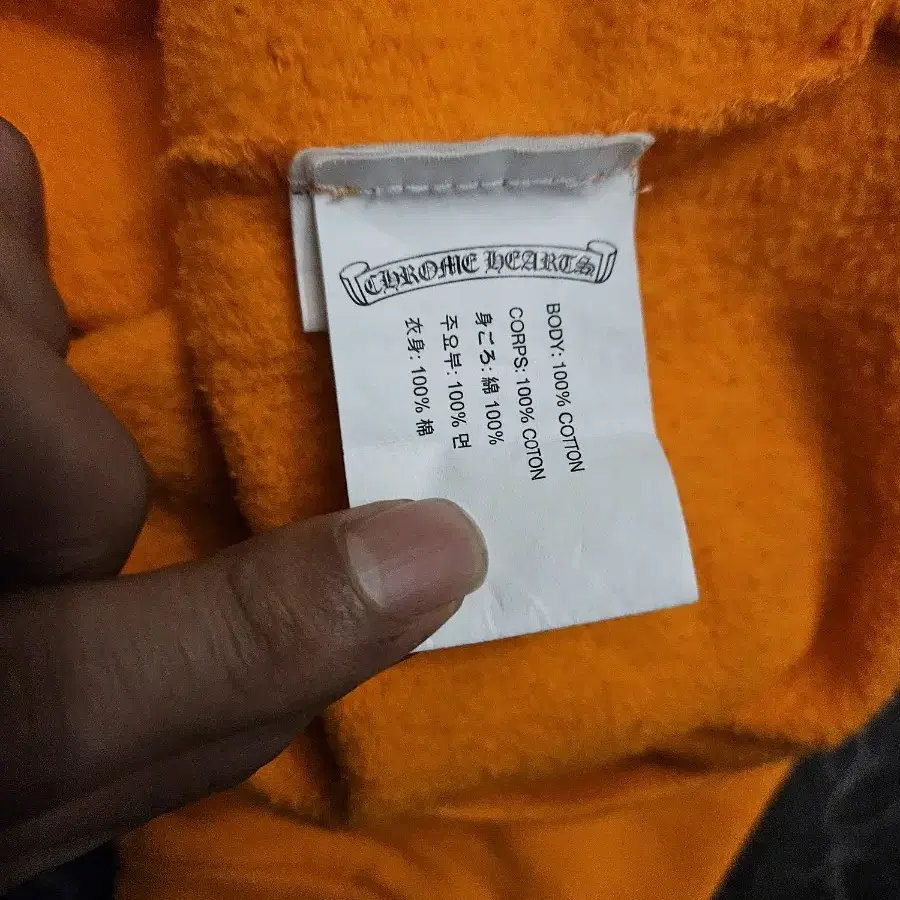 CHROME HEARTS
BODY: 100% COTTON
CORPS: 100% COTON
身ごろ: 綿 100%
주요부: 100% 면
衣身: 100% 棉